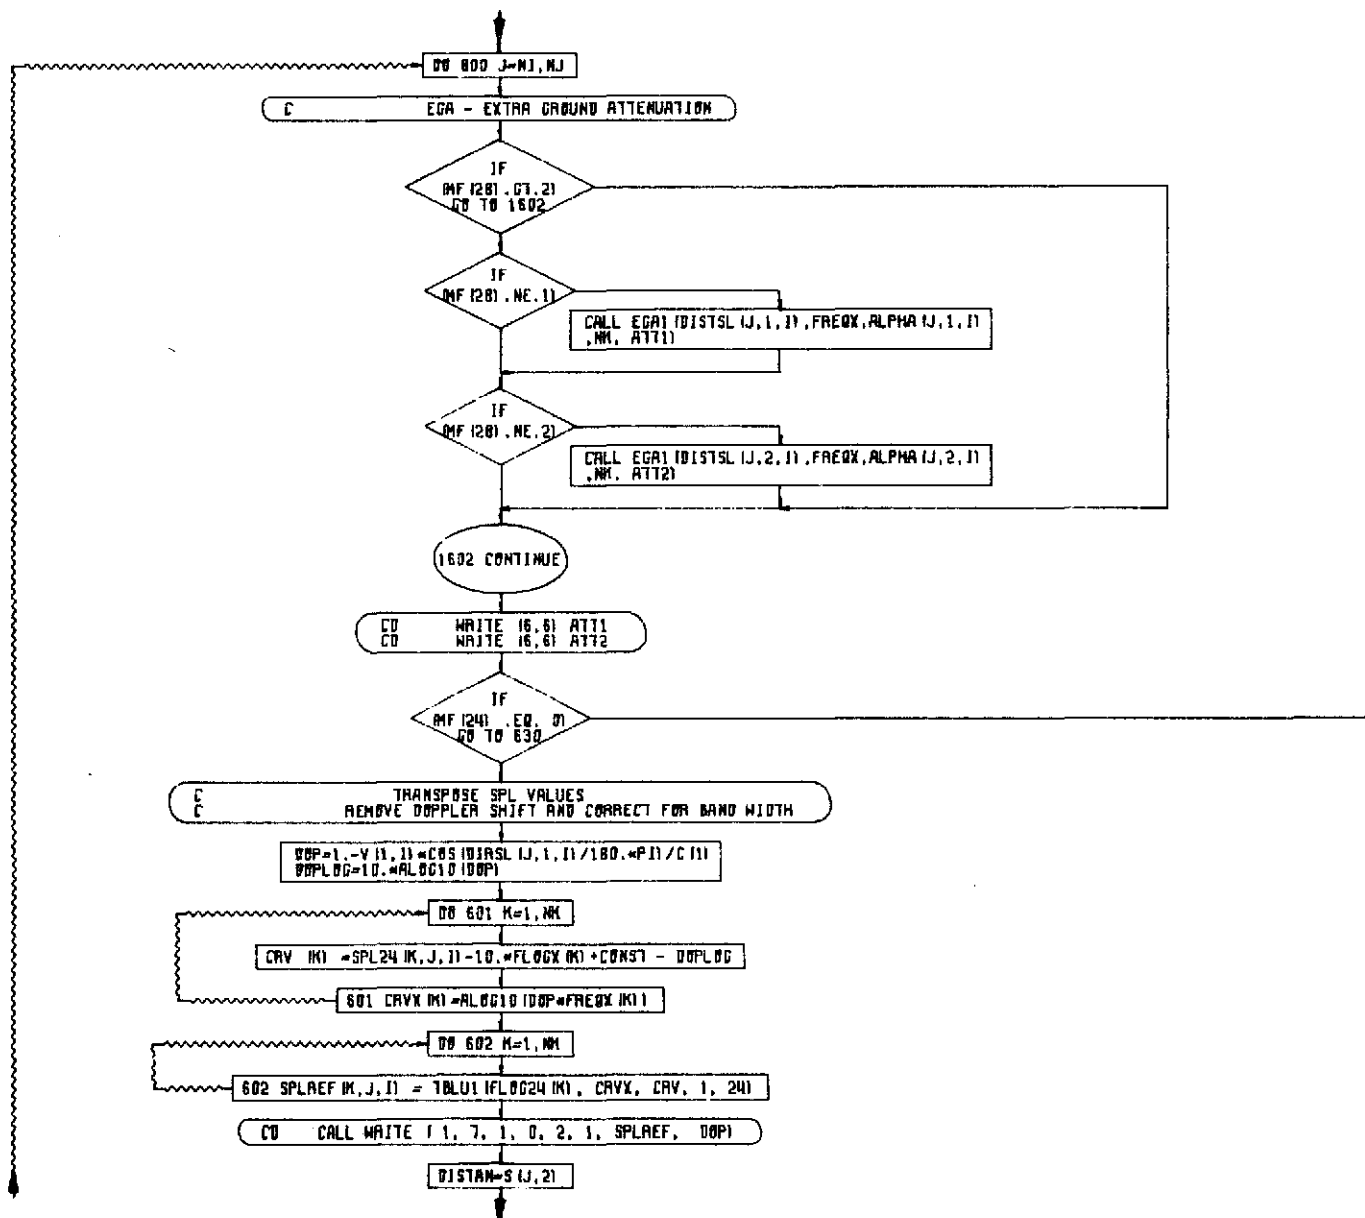 DO 800 J=NI,NJ
C EGA - EXTRA GROUND ATTENUATION
IF
(MF(28).GT.2)
GO TO 1602
IF
(MF(28).NE.1)
CALL EGA1(DISTSL(J,1,I),FREQX,ALPHA(J,1,I)
,NK, ATT1)
IF
(MF(28).NE.2)
CALL EGA1(DISTSL(J,2,I),FREQX,ALPHA(J,2,I)
,NK, ATT2)
1602 CONTINUE
CD WRITE (6,6) ATT1
CD WRITE (6,6) ATT2
IF
(MF(24) .EQ. 0)
GO TO 630
C TRANSPOSE SPL VALUES
C REMOVE DOPPLER SHIFT AND CORRECT FOR BAND WIDTH
DOP=1.-V(1,I)*COS(DIRSL(J,1,I)/180.*PI)/C(1)
DOPLOG=10.*ALOG10(DOP)
DO 601 K=1,NK
CRV (K) =SPL24(K,J,I)-10.*FLOGX(K)+CONST - DOPLOG
601 CRVX(K)=ALOG10(DOP*FREQX(K))
DO 602 K=1,NK
602 SPLREF(K,J,I) = TBLU1(FLOG24(K), CRVX, CRV, 1, 24)
CD CALL WRITE ( 1, 7, 1, 0, 2, 1, SPLREF, DOP)
DISTAN=S(J,2)